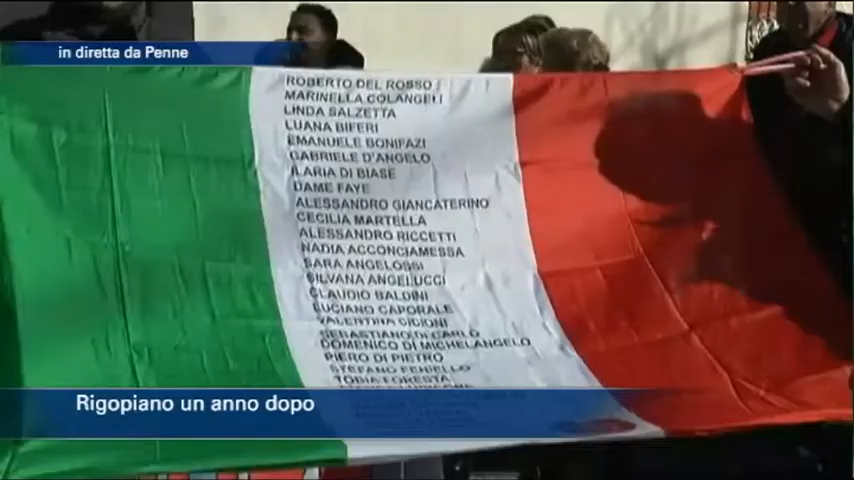 in diretta da Penne
ROBERTO DEL ROSSO
MARINELLA COLANGELI
LINDA SALZETTA
LUANA BIFERI
EMANUELE BONIFAZI
GABRIELE D'ANGELO
ILARIA DI BIASE
DAME FAYE
ALESSANDRO GIANCATERINO
CECILIA MARTELLA
ALESSANDRO RICCETTI
NADIA ACCONCIAMESSA
SARA ANGELOSSI
SILVANA ANGELUCCI
CLAUDIO BALDINI
LUCIANO CAPORALE
VALENTINA CICIONI
SEBASTIANO DI CARLO
DOMENICO DI MICHELANGELO
PIERO DI PIETRO
STEFANO FENIELLO
TOBIA FORESTA
Rigopiano un anno dopo